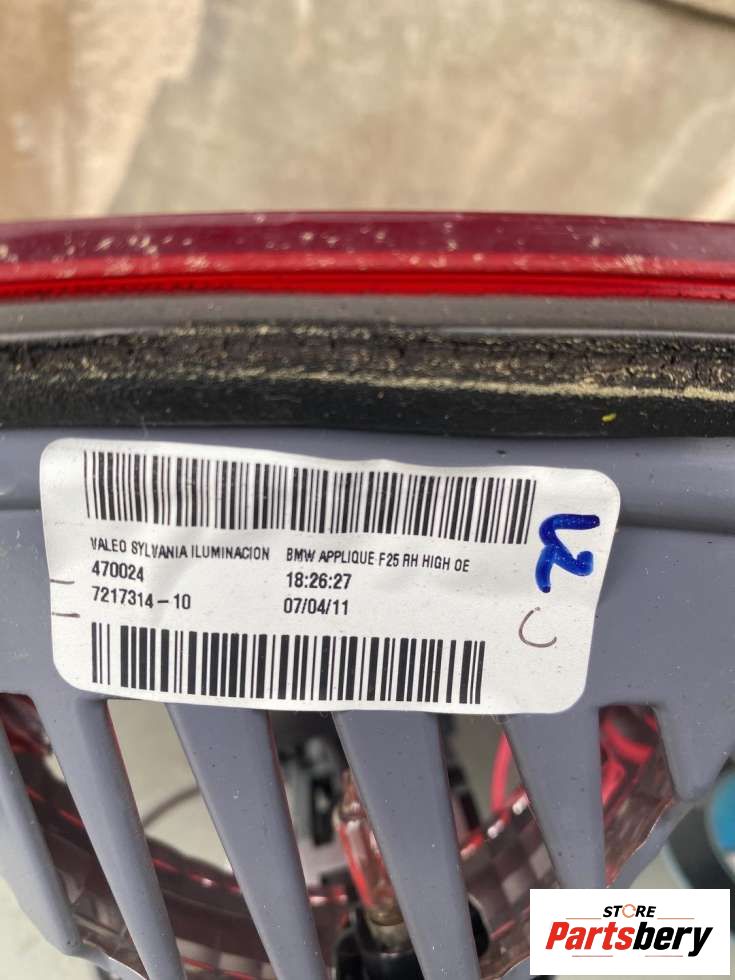 VALEO SYLVANIA ILUMINACION BMW APPLIQUE F25 RH HIGH OE
470024 18:26:27
7217314-10 07/04/11
STORE
Partsbery